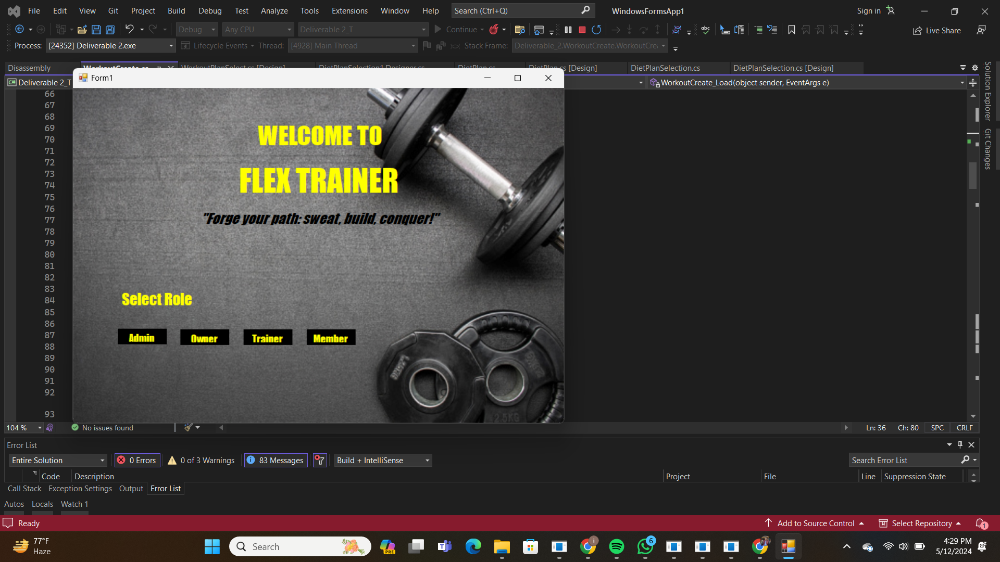 File Edit View Git Project Build Debug Test Analyze Tools Extensions Window Help Search (Ctrl+Q) WindowsFormsApp1 Sign in
Debug Any CPU Deliverable 2_T Continue Live Share
Process: [24352] Deliverable 2.exe Lifecycle Events Thread: [4928] Main Thread Stack Frame: Deliverable_2.WorkoutCreate.WorkoutCre
Disassembly WorkoutCreate.cs WorkoutPlanSelect.cs [Design] DietPlanSelection1.Designer.cs DietPlan.cs DietPlan.cs [Design] DietPlanSelection.cs DietPlanSelection.cs [Design]
Deliverable 2_T WorkoutCreate_Load(object sender, EventArgs e)
Form1
WELCOME TO
FLEX TRAINER
"Forge your path: sweat, build, conquer!"
Select Role
Admin Owner Trainer Member
2.5KG
66
67
68
69
70
71
72
73
74
75
76
77
78
79
80
81
82
83
84
85
86
87
88
89
90
91
92
93
Solution Explorer
Git Changes
104 % No issues found Ln: 36 Ch: 80 SPC CRLF
Error List
Entire Solution 0 Errors 0 of 3 Warnings 83 Messages Build + IntelliSense Search Error List
Code Description Project File Line Suppression State
Call Stack Exception Settings Output Error List
Autos Locals Watch 1
Ready Add to Source Control Select Repository 1
77°F
Haze
Search
PRE
6
4:29 PM
5/12/2024